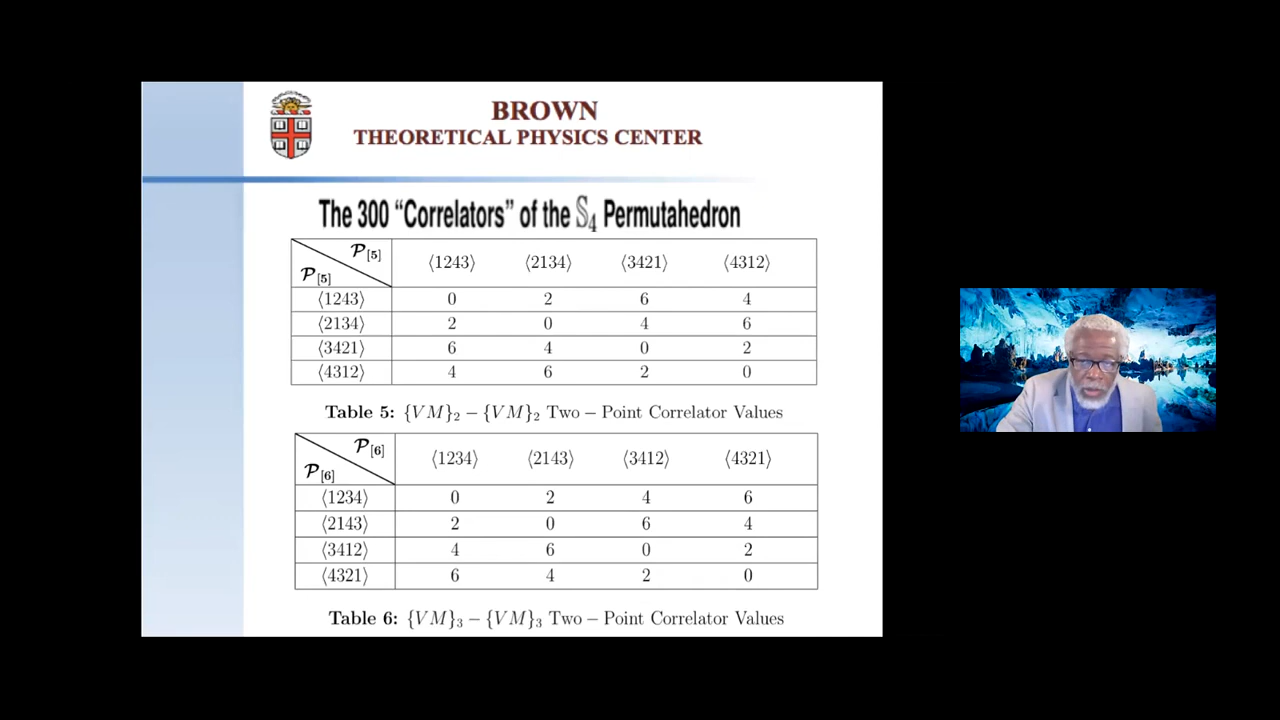 BROWN
THEORETICAL PHYSICS CENTER
The 300 “Correlators” of the 𝕊₄ Permutahedron
𝓟[5] ⟨1243⟩ ⟨2134⟩ ⟨3421⟩ ⟨4312⟩
𝓟[5]
⟨1243⟩ 0 2 6 4
⟨2134⟩ 2 0 4 6
⟨3421⟩ 6 4 0 2
⟨4312⟩ 4 6 2 0
Table 5: {VM}₂ − {VM}₂ Two − Point Correlator Values
𝓟[6] ⟨1234⟩ ⟨2143⟩ ⟨3412⟩ ⟨4321⟩
𝓟[6]
⟨1234⟩ 0 2 4 6
⟨2143⟩ 2 0 6 4
⟨3412⟩ 4 6 0 2
⟨4321⟩ 6 4 2 0
Table 6: {VM}₃ − {VM}₃ Two − Point Correlator Values